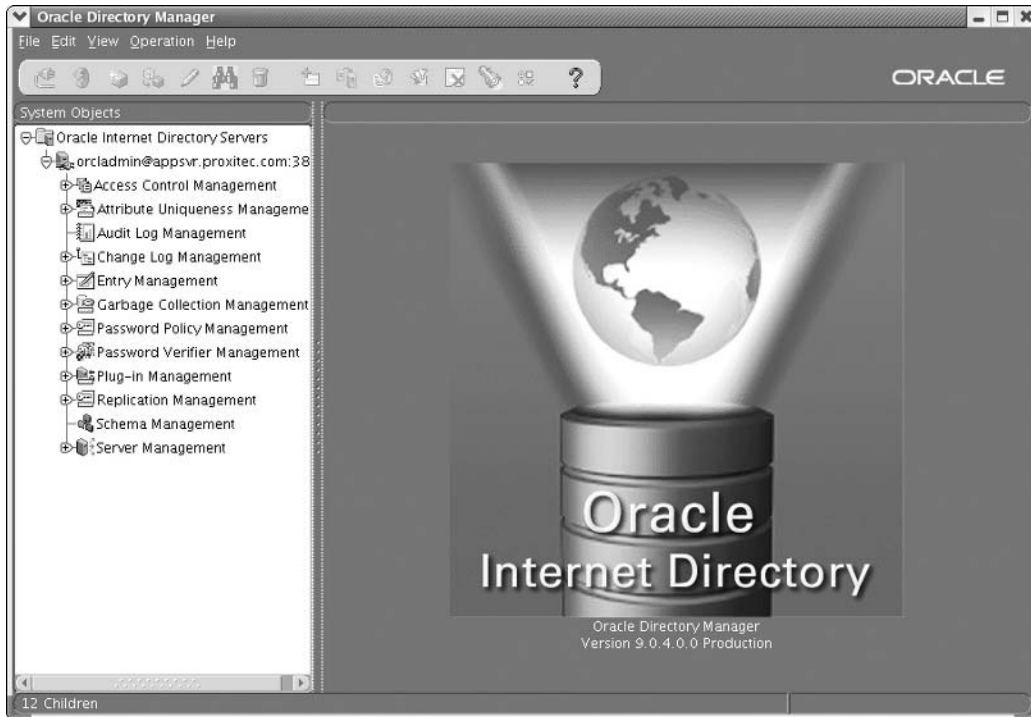 Oracle Directory Manager
File Edit View Operation Help
ORACLE
System Objects
Oracle Internet Directory Servers
orcladmin@appsvr.proxitec.com:38
Access Control Management
Attribute Uniqueness Manageme
Audit Log Management
Change Log Management
Entry Management
Garbage Collection Management
Password Policy Management
Password Verifier Management
Plug-in Management
Replication Management
Schema Management
Server Management
Oracle
Internet Directory
Oracle Directory Manager
Version 9.0.4.0.0 Production
12 Children